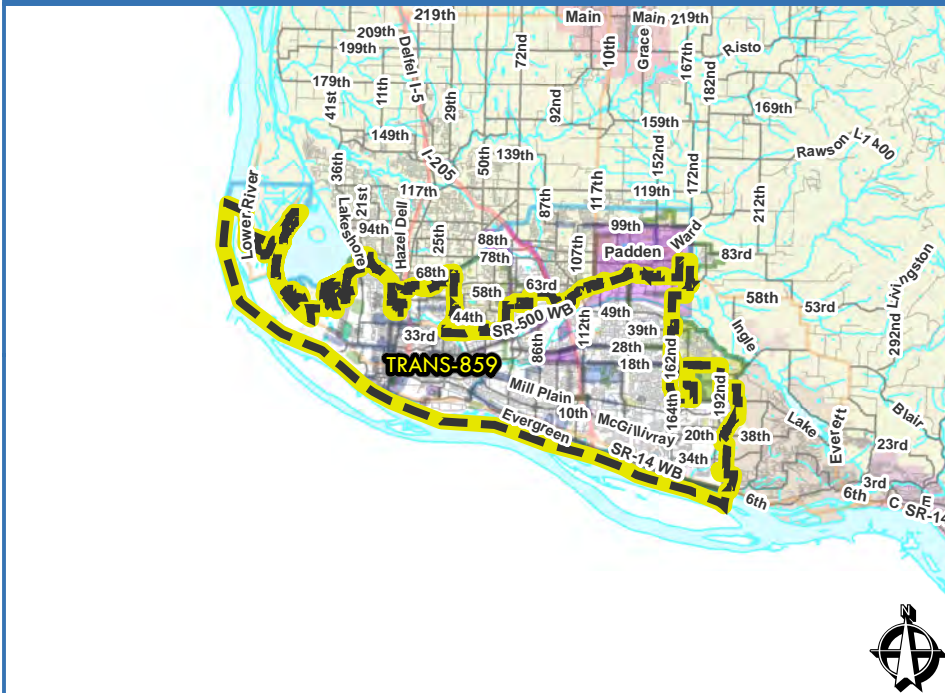 219th
Main
Main
219th
209th
199th
Delfel
I-5
72nd
10th
Grace
167th
Risto
179th
41st
11th
29th
92nd
182nd
169th
149th
159th
I-205
50th
139th
152nd
Rawson
36th
117th
87th
117th
119th
172nd
212th
Lower River
Lakeshore
21st
94th
Hazel Dell
25th
88th
78th
107th
99th
Padden
Ward
83rd
68th
58th
63rd
58th
53rd
292nd
Livingston
44th
SR-500 WB
49th
33rd
39th
Ingle
TRANS-859
86th
112th
28th
18th
162nd
Mill Plain
10th
McGillivray
164th
192nd
Lake
Everett
Blair
Evergreen
20th
38th
23rd
34th
SR-14 WB
6th
3rd
6th
E
C
SR-14
N